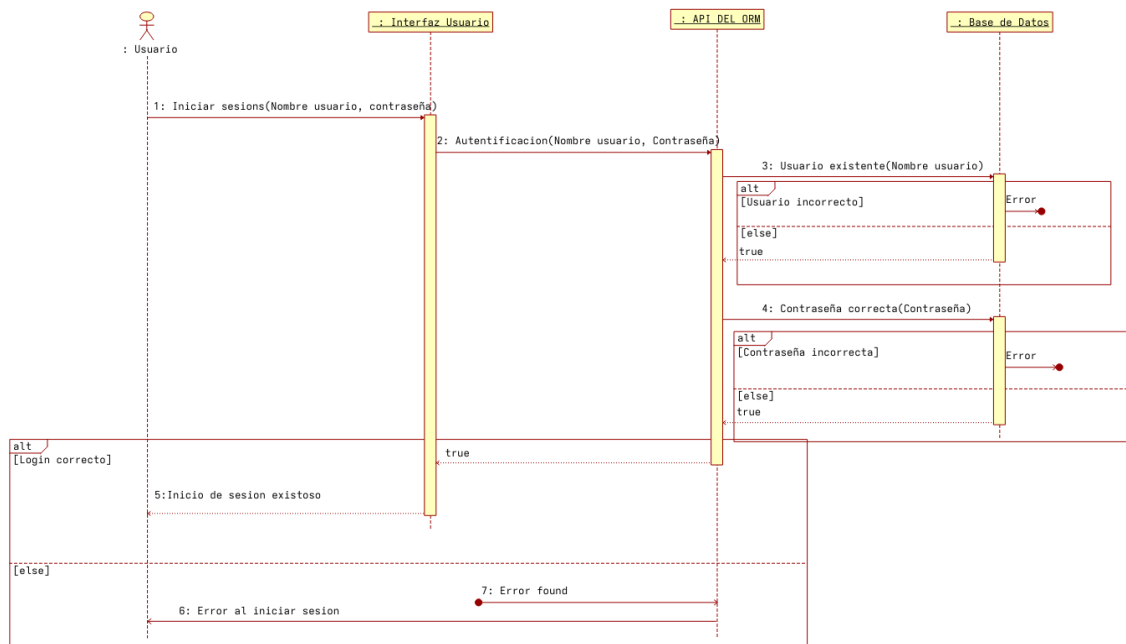 : Interfaz Usuario
: API DEL ORM
: Base de Datos
: Usuario
1: Iniciar sesions(Nombre usuario, contraseña)
2: Autentificacion(Nombre usuario, Contraseña)
3: Usuario existente(Nombre usuario)
alt
[Usuario incorrecto]
Error
[else]
true
4: Contraseña correcta(Contraseña)
alt
[Contraseña incorrecta]
Error
[else]
true
alt
[Login correcto]
true
5:Inicio de sesion existoso
[else]
7: Error found
6: Error al iniciar sesion